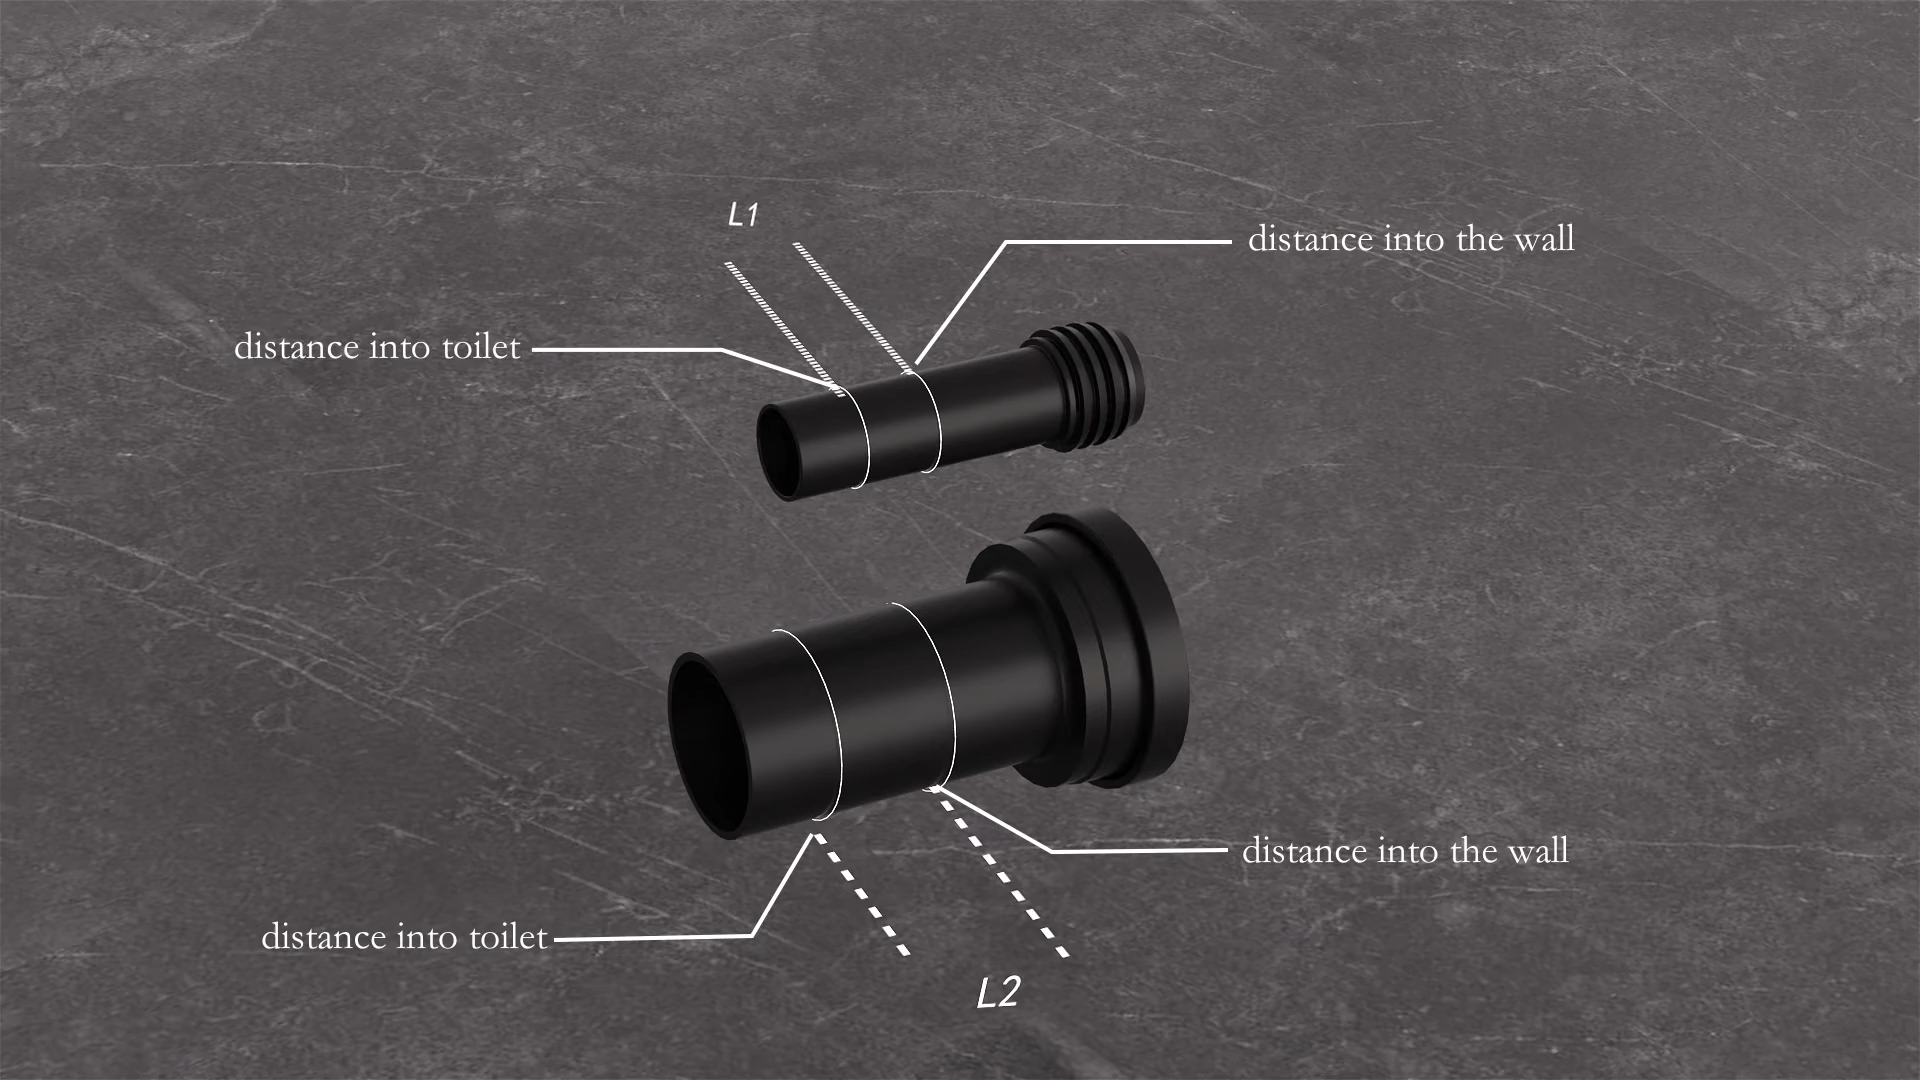 L1
distance into the wall
distance into toilet
distance into the wall
distance into toilet
L2